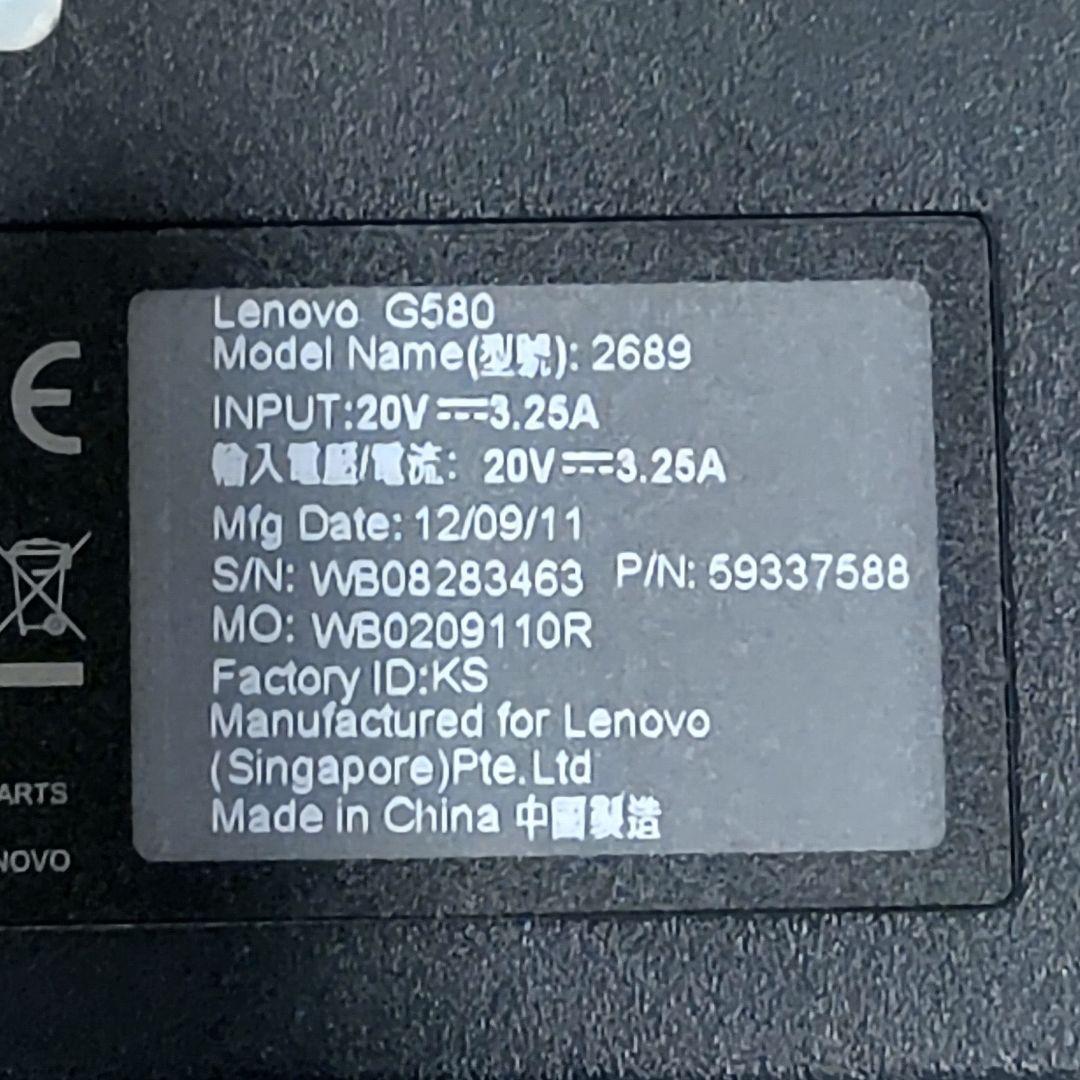 Lenovo G580
Model Name(型號): 2689
INPUT:20V⎓3.25A
輸入電壓/電流: 20V⎓3.25A
Mfg Date: 12/09/11
S/N: WB08283463 P/N: 59337588
MO: WB0209110R
Factory ID:KS
Manufactured for Lenovo
(Singapore)Pte.Ltd
Made in China 中國製造
CE
ARTS
NOVO